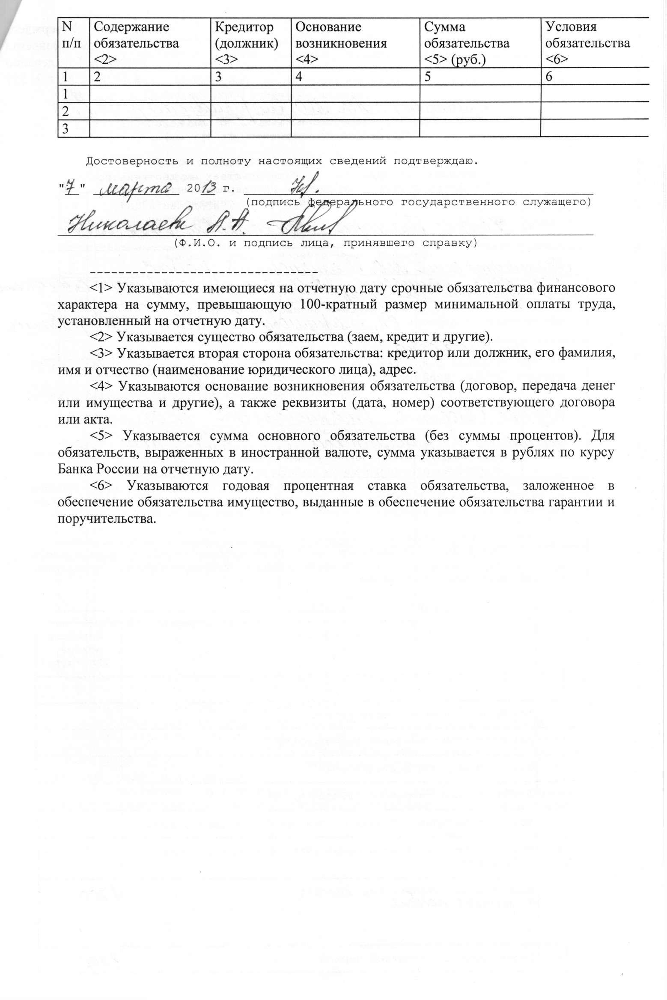 N п/п Содержание обязательства <2> Кредитор (должник) <3> Основание возникновения <4> Сумма обязательства <5> (руб.) Условия обязательства <6>
1 2 3 4 5 6
1
2
3
Достоверность и полноту настоящих сведений подтверждаю.
"7" марта 2013 г.
(подпись федерального государственного служащего)
Николаева А.А.
(Ф.И.О. и подпись лица, принявшего справку)
--------------------------------
<1> Указываются имеющиеся на отчетную дату срочные обязательства финансового
характера на сумму, превышающую 100-кратный размер минимальной оплаты труда,
установленный на отчетную дату.
<2> Указывается существо обязательства (заем, кредит и другие).
<3> Указывается вторая сторона обязательства: кредитор или должник, его фамилия,
имя и отчество (наименование юридического лица), адрес.
<4> Указываются основание возникновения обязательства (договор, передача денег
или имущества и другие), а также реквизиты (дата, номер) соответствующего договора
или акта.
<5> Указывается сумма основного обязательства (без суммы процентов). Для
обязательств, выраженных в иностранной валюте, сумма указывается в рублях по курсу
Банка России на отчетную дату.
<6> Указываются годовая процентная ставка обязательства, заложенное в
обеспечение обязательства имущество, выданные в обеспечение обязательства гарантии и
поручительства.